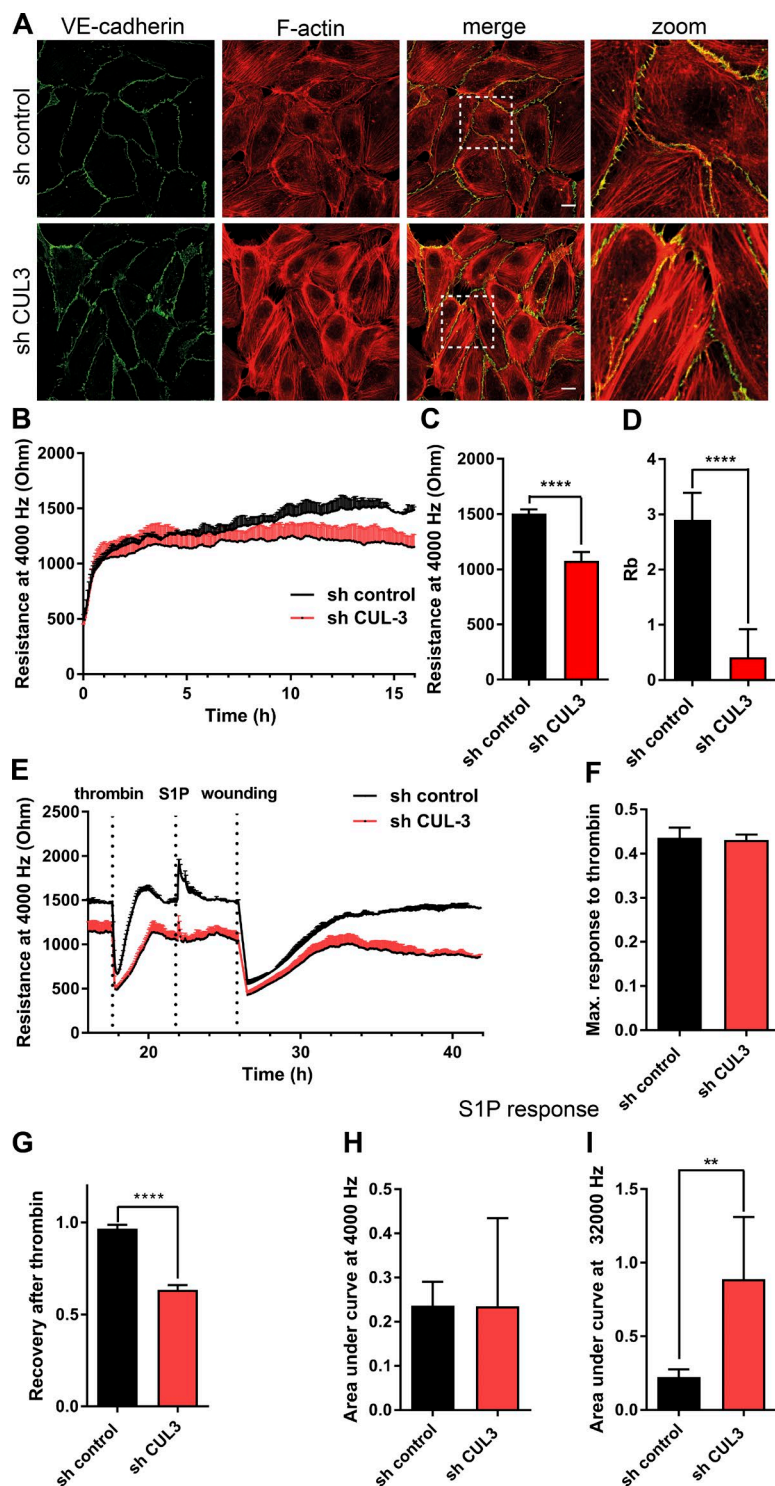 A
VE-cadherin
F-actin
merge
zoom
sh control
sh CUL3
B
Resistance at 4000 Hz (Ohm)
2000
1500
1000
500
0
0
5
10
15
Time (h)
sh control
sh CUL-3
C
Resistance at 4000 Hz (Ohm)
1500
1000
500
0
****
sh control
sh CUL3
D
Rb
4
3
2
1
0
****
sh control
sh CUL3
E
thrombin
S1P
wounding
sh control
sh CUL-3
Resistance at 4000 Hz (Ohm)
2500
2000
1500
1000
500
0
20
30
40
Time (h)
F
Max. response to thrombin
0.5
0.4
0.3
0.2
0.1
0.0
sh control
sh CUL3
S1P response
G
Recovery after thrombin
1.0
0.5
0.0
****
sh control
sh CUL3
H
Area under curve at 4000 Hz
0.5
0.4
0.3
0.2
0.1
0.0
sh control
sh CUL3
I
Area under curve at 32000 Hz
1.5
1.0
0.5
0.0
**
sh control
sh CUL3